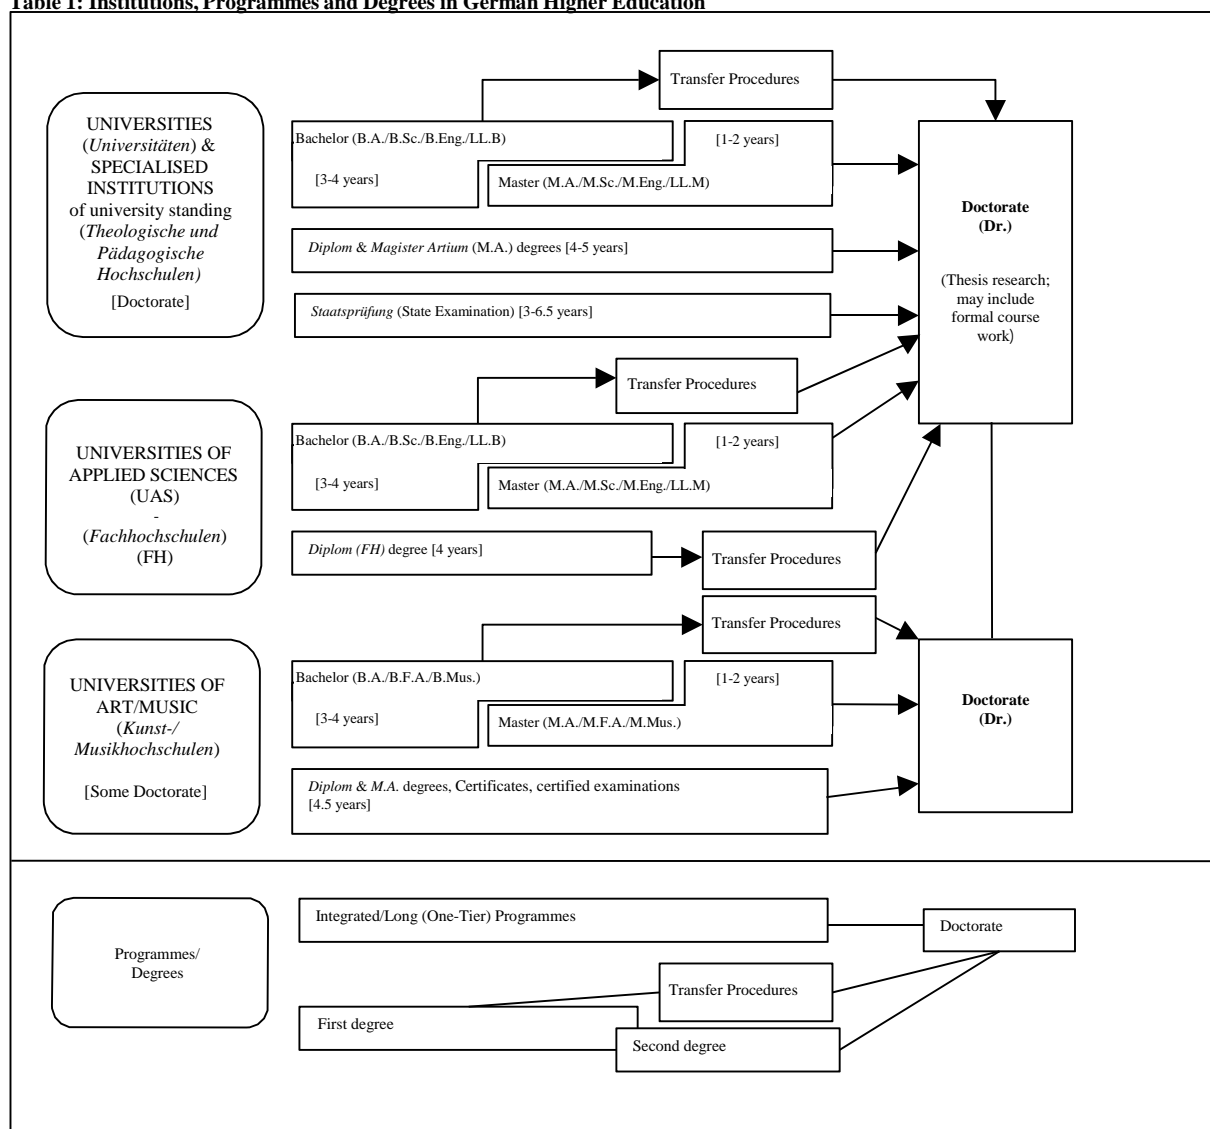 Table 1: Institutions, Programmes and Degrees in German Higher Education
Transfer Procedures
UNIVERSITIES
(Universitäten) &
SPECIALISED
INSTITUTIONS
of university standing
(Theologische und
Pädagogische
Hochschulen)
[Doctorate]
Bachelor (B.A./B.Sc./B.Eng./LL.B)
[3-4 years]
[1-2 years]
Master (M.A./M.Sc./M.Eng./LL.M)
Diplom & Magister Artium (M.A.) degrees [4-5 years]
Staatsprüfung (State Examination) [3-6.5 years]
Doctorate
(Dr.)
(Thesis research;
may include
formal course
work)
Transfer Procedures
UNIVERSITIES OF
APPLIED SCIENCES
(UAS)
-
(Fachhochschulen)
(FH)
Bachelor (B.A./B.Sc./B.Eng./LL.B)
[3-4 years]
[1-2 years]
Master (M.A./M.Sc./M.Eng./LL.M)
Diplom (FH) degree [4 years]
Transfer Procedures
Transfer Procedures
UNIVERSITIES OF
ART/MUSIC
(Kunst-/
Musikhochschulen)
[Some Doctorate]
Bachelor (B.A./B.F.A./B.Mus.)
[3-4 years]
[1-2 years]
Master (M.A./M.F.A./M.Mus.)
Diplom & M.A. degrees, Certificates, certified examinations
[4.5 years]
Doctorate
(Dr.)
Programmes/
Degrees
Integrated/Long (One-Tier) Programmes
Doctorate
Transfer Procedures
First degree
Second degree